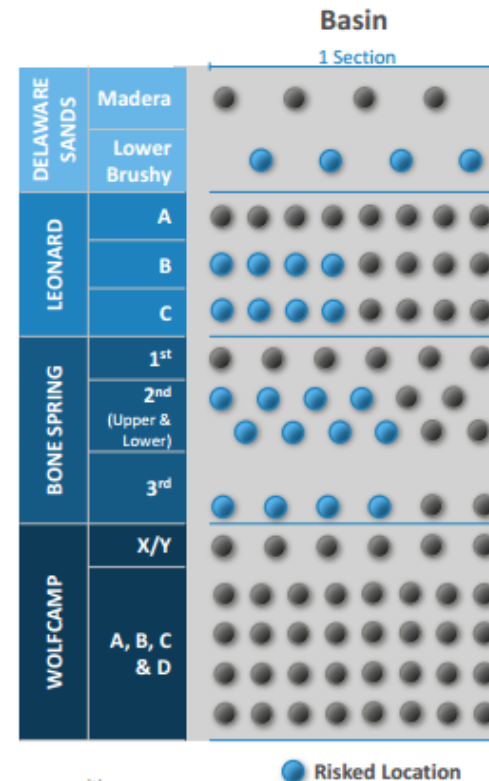 Basin
1 Section
DELAWARE
SANDS
Madera
Lower
Brushy
LEONARD
A
B
C
BONE SPRING
1st
2nd
(Upper &
Lower)
3rd
WOLFCAMP
X/Y
A, B, C
& D
Risked Location